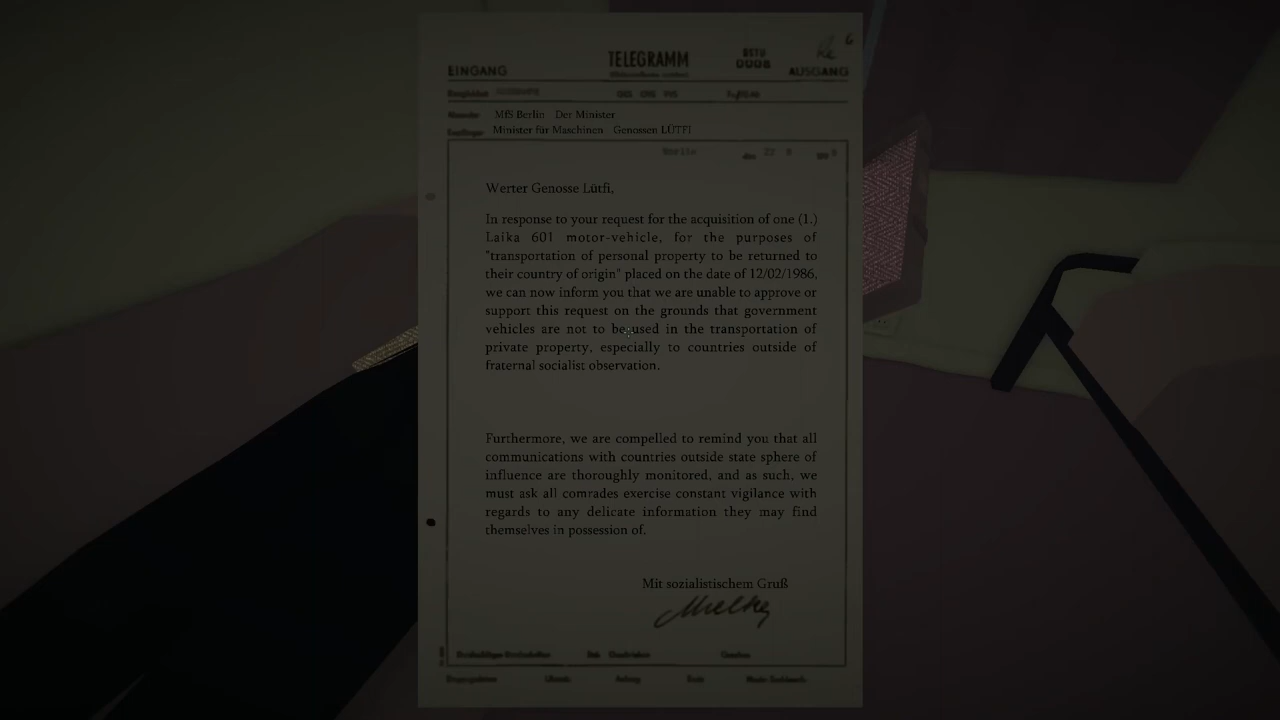 TELEGRAMM
EINGANG
AUSGANG
MfS Berlin Der Minister
Minister für Maschinen Genossen LÜTFI
Berlin den 22
Werter Genosse Lütfi,
In response to your request for the acquisition of one (1.)
Laika 601 motor-vehicle, for the purposes of
"transportation of personal property to be returned to
their country of origin" placed on the date of 12/02/1986,
we can now inform you that we are unable to approve or
support this request on the grounds that government
vehicles are not to be used in the transportation of
private property, especially to countries outside of
fraternal socialist observation.
Furthermore, we are compelled to remind you that all
communications with countries outside state sphere of
influence are thoroughly monitored, and as such, we
must ask all comrades exercise constant vigilance with
regards to any delicate information they may find
themselves in possession of.
Mit sozialistischem Gruß
Mielke